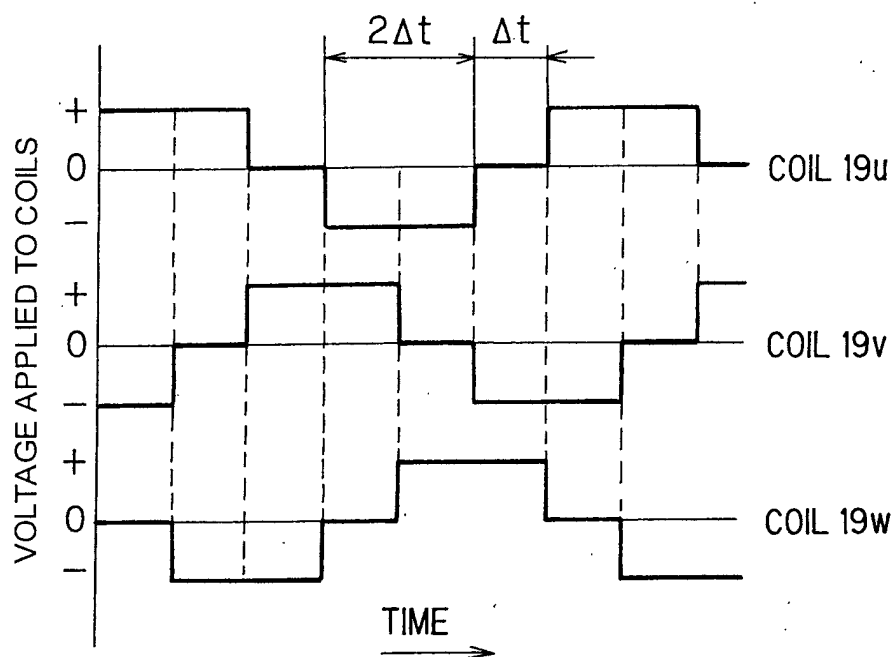 2Δt
Δt
VOLTAGE APPLIED TO COILS
+
0
−
COIL 19u
+
0
−
COIL 19v
+
0
−
COIL 19w
TIME